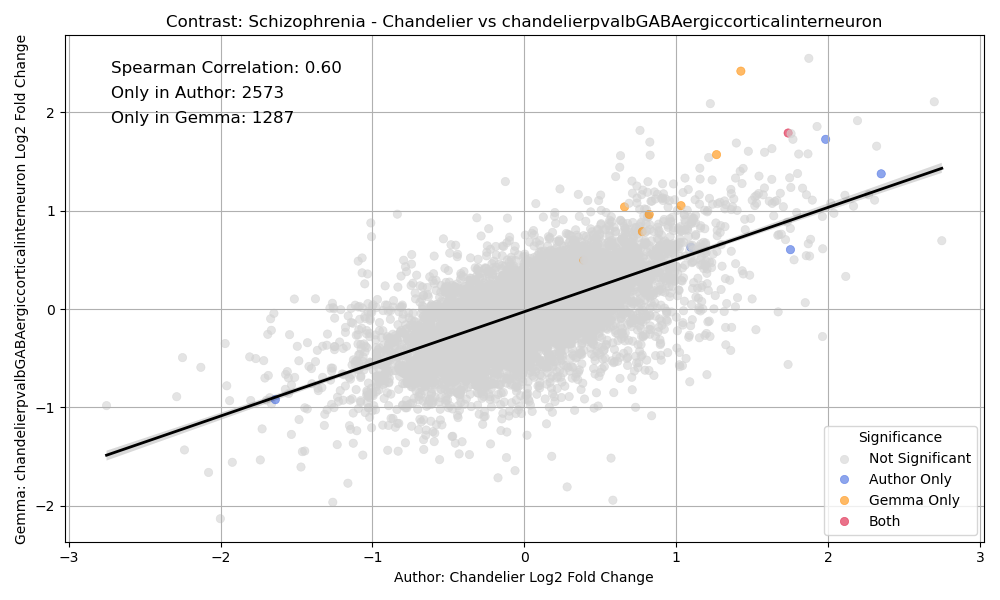 Contrast: Schizophrenia - Chandelier vs chandelierpvalbGABAergiccorticalinterneuron
Spearman Correlation: 0.60
Only in Author: 2573
Only in Gemma: 1287
Gemma: chandelierpvalbGABAergiccorticalinterneuron Log2 Fold Change
2
1
0
−1
−2
Significance
Not Significant
Author Only
Gemma Only
Both
−3
−2
−1
0
1
2
3
Author: Chandelier Log2 Fold Change